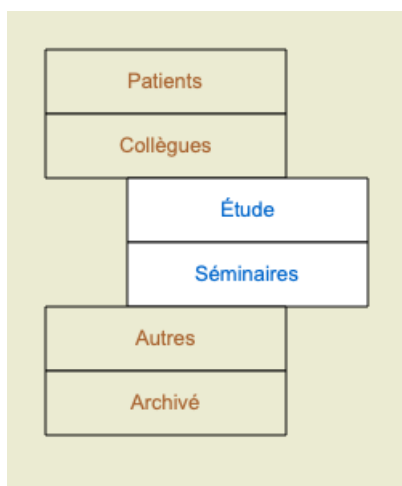 Patients
Collègues
Étude
Séminaires
Autres
Archivé